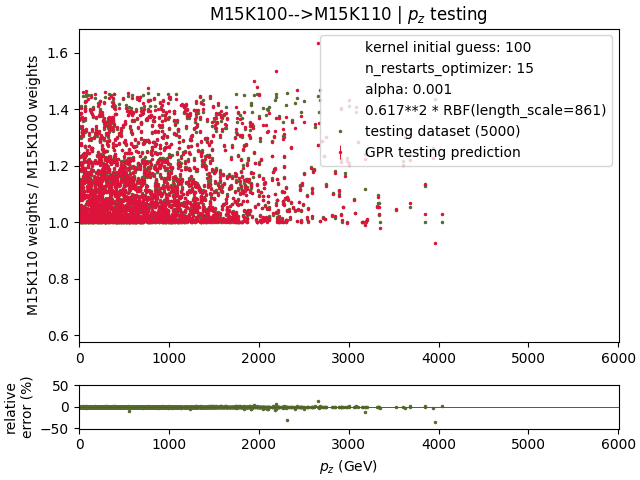 M15K100-->M15K110 | p_z testing
M15K110 weights / M15K100 weights
1.6
1.4
1.2
1.0
0.8
0.6
kernel initial guess: 100
n_restarts_optimizer: 15
alpha: 0.001
0.617**2 * RBF(length_scale=861)
testing dataset (5000)
GPR testing prediction
0 1000 2000 3000 4000 5000 6000
relative
error (%)
50
0
−50
0 1000 2000 3000 4000 5000 6000
p_z (GeV)